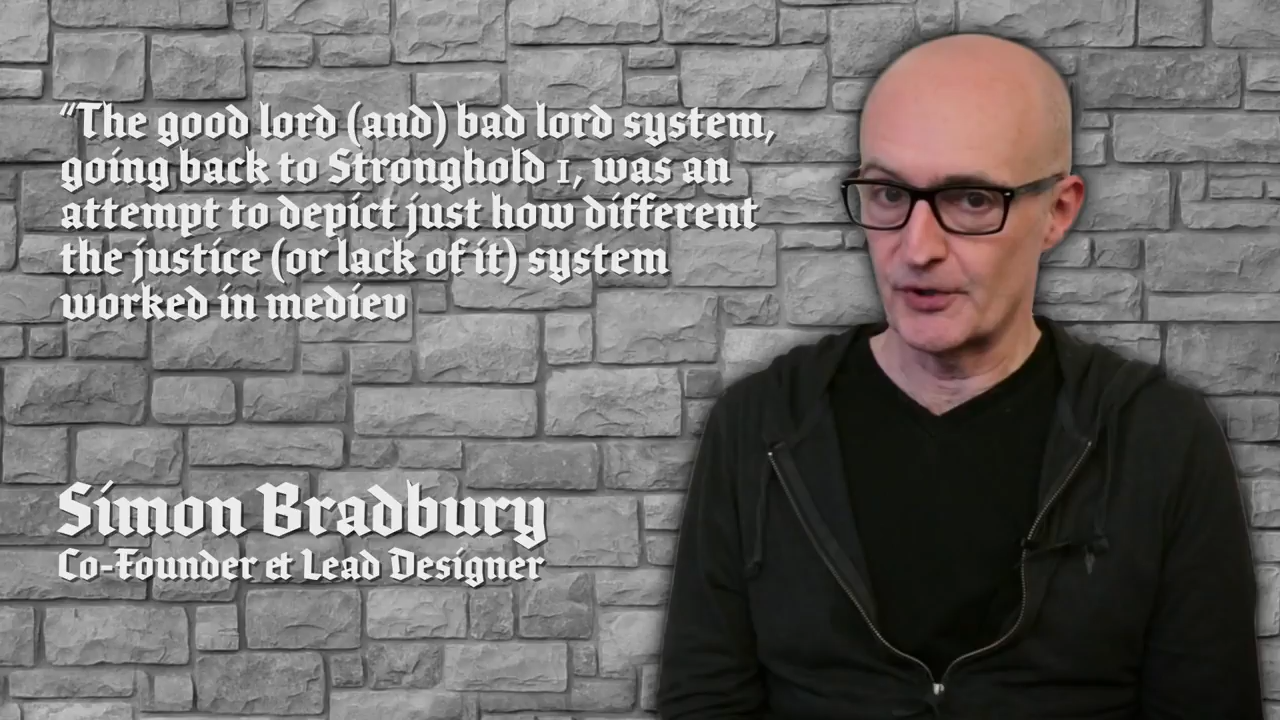 “The good lord (and) bad lord system,
going back to Stronghold 1, was an
attempt to depict just how different
the justice (or lack of it) system
worked in mediev
Simon Bradbury
Co-Founder & Lead Designer